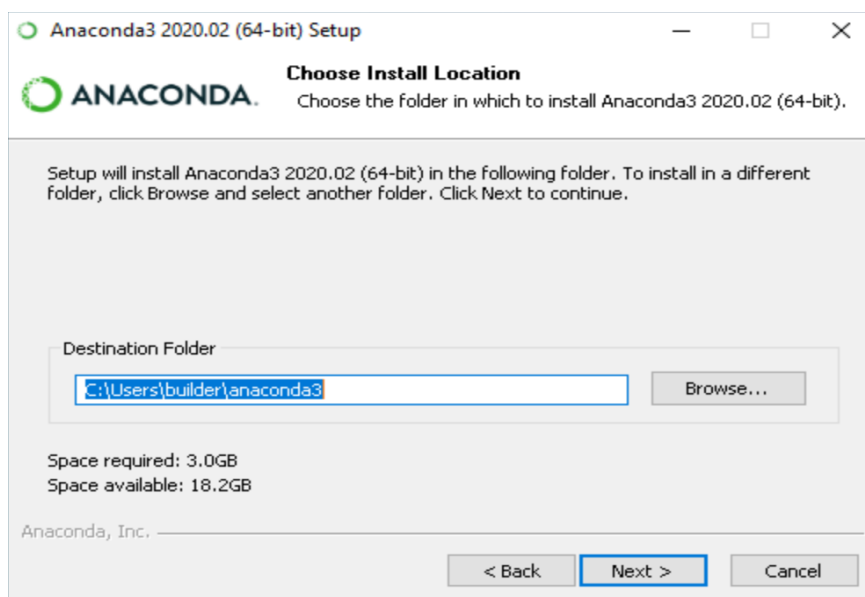 Anaconda3 2020.02 (64-bit) Setup
ANACONDA.
Choose Install Location
Choose the folder in which to install Anaconda3 2020.02 (64-bit).
Setup will install Anaconda3 2020.02 (64-bit) in the following folder. To install in a different
folder, click Browse and select another folder. Click Next to continue.
Destination Folder
C:\Users\builder\anaconda3
Browse...
Space required: 3.0GB
Space available: 18.2GB
Anaconda, Inc.
< Back
Next >
Cancel